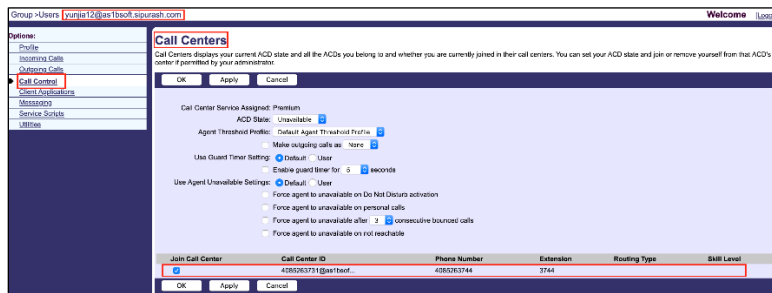 Group >Users : yunjia12@as1bsoft.sipurash.com
Welcome [Logo
Options:
Profile
Incoming Calls
Outgoing Calls
Call Control
Client Applications
Messaging
Service Scripts
Utilities
Call Centers
Call Centers displays your current ACD state and all the ACDs you belong to and whether you are currently joined in their call centers. You can set your ACD state and join or remove yourself from that ACD's
center if permitted by your administrator.
OK Apply Cancel
Call Center Service Assigned: Premium
ACD State: Unavailable
Agent Threshold Profile: Default Agent Threshold Profile
Make outgoing calls as None
Use Guard Timer Setting: Default User
Enable guard timer for 5 seconds
Use Agent Unavailable Settings: Default User
Force agent to unavailable on Do Not Disturb activation
Force agent to unavailable on personal calls
Force agent to unavailable after 3 consecutive bounced calls
Force agent to unavailable on not reachable
Join Call Center Call Center ID Phone Number Extension Routing Type Skill Level
4085263731@as1bsof... 4085263744 3744
OK Apply Cancel